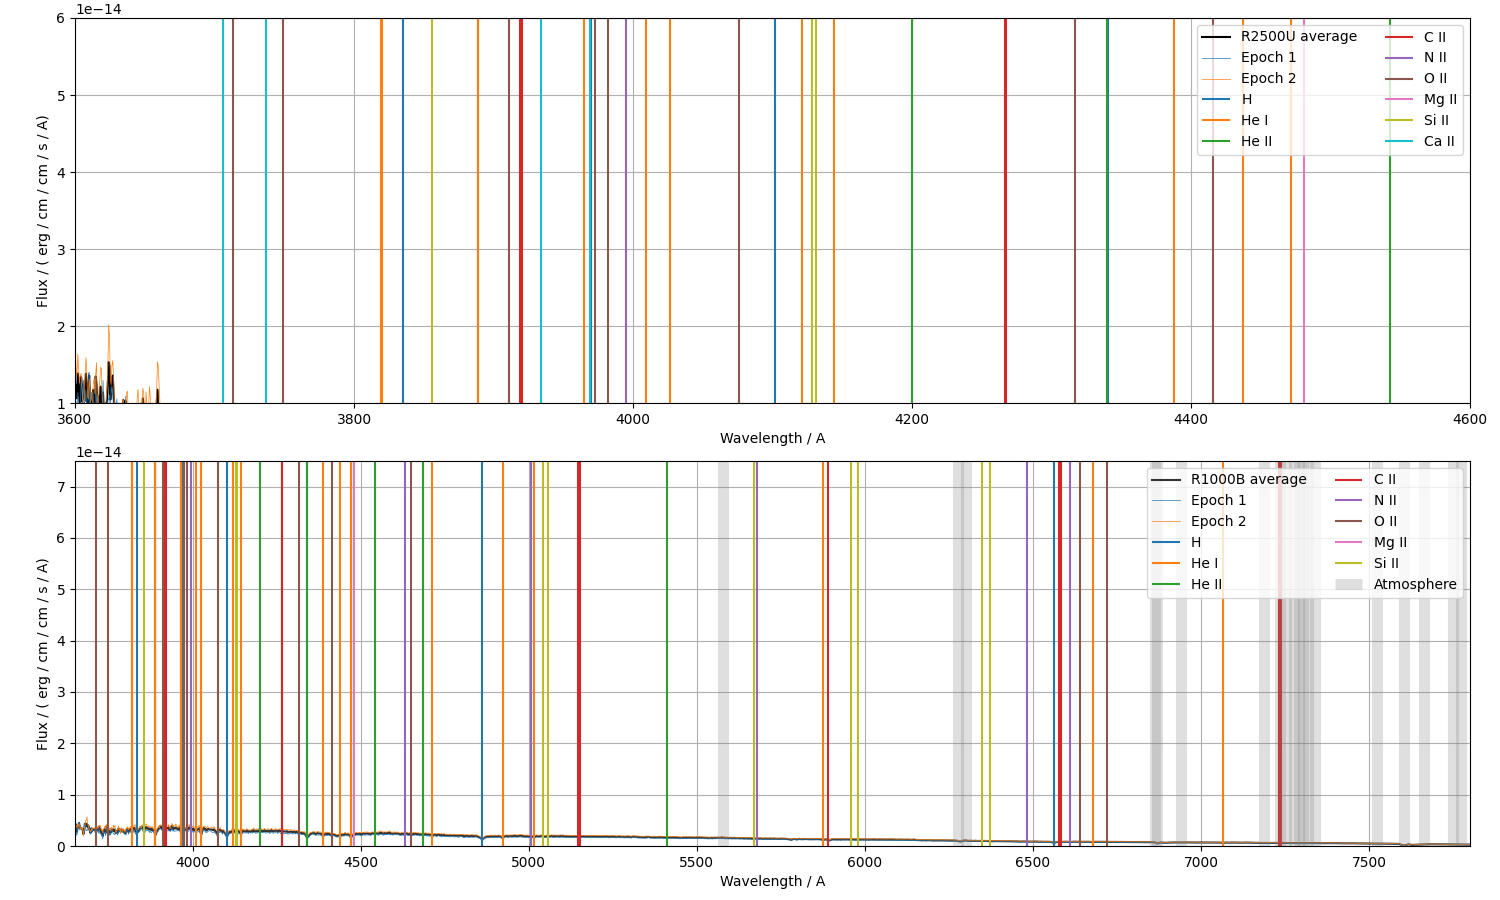 1e−14
6
5
4
3
2
1
Flux / ( erg / cm / cm / s / A)
3600 3800 4000 4200 4400 4600
Wavelength / A
R2500U average
Epoch 1
Epoch 2
H
He I
He II
C II
N II
O II
Mg II
Si II
Ca II
1e−14
7
6
5
4
3
2
1
0
Flux / ( erg / cm / cm / s / A)
4000 4500 5000 5500 6000 6500 7000 7500
Wavelength / A
R1000B average
Epoch 1
Epoch 2
H
He I
He II
C II
N II
O II
Mg II
Si II
Atmosphere